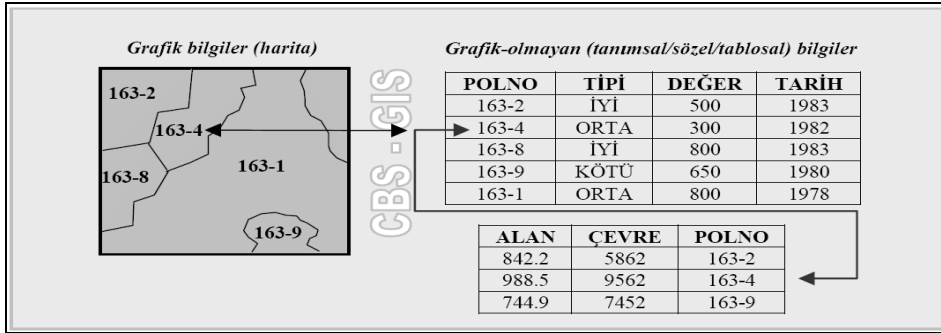 Grafik bilgiler (harita)
163-2
163-4
163-8
163-1
163-9
CBS - GIS
Grafik-olmayan (tanımsal/sözel/tablosal) bilgiler
POLNO TİPİ DEĞER TARİH
163-2 İYİ 500 1983
163-4 ORTA 300 1982
163-8 İYİ 800 1983
163-9 KÖTÜ 650 1980
163-1 ORTA 800 1978
ALAN ÇEVRE POLNO
842.2 5862 163-2
988.5 9562 163-4
744.9 7452 163-9